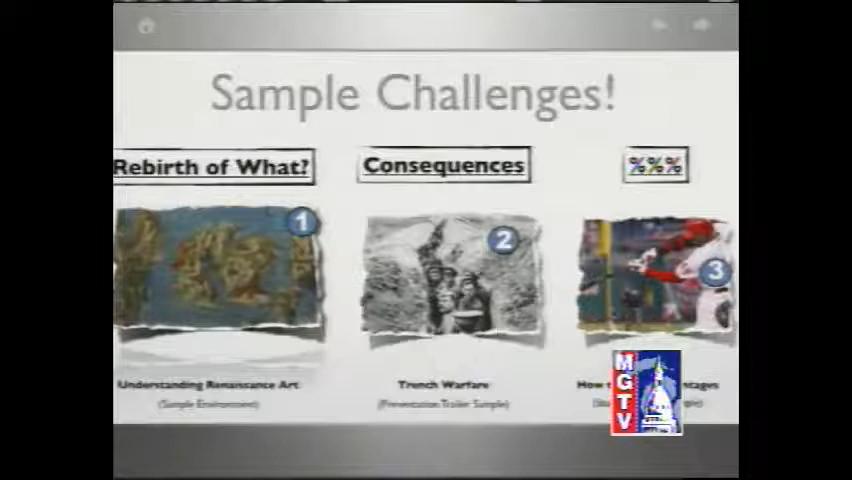 Sample Challenges!
Rebirth of What?
Consequences
%%%
1
2
3
Understanding Renaissance Art
(Sample Environment)
Trench Warfare
(Presentation Trailer Sample)
How
MGTV